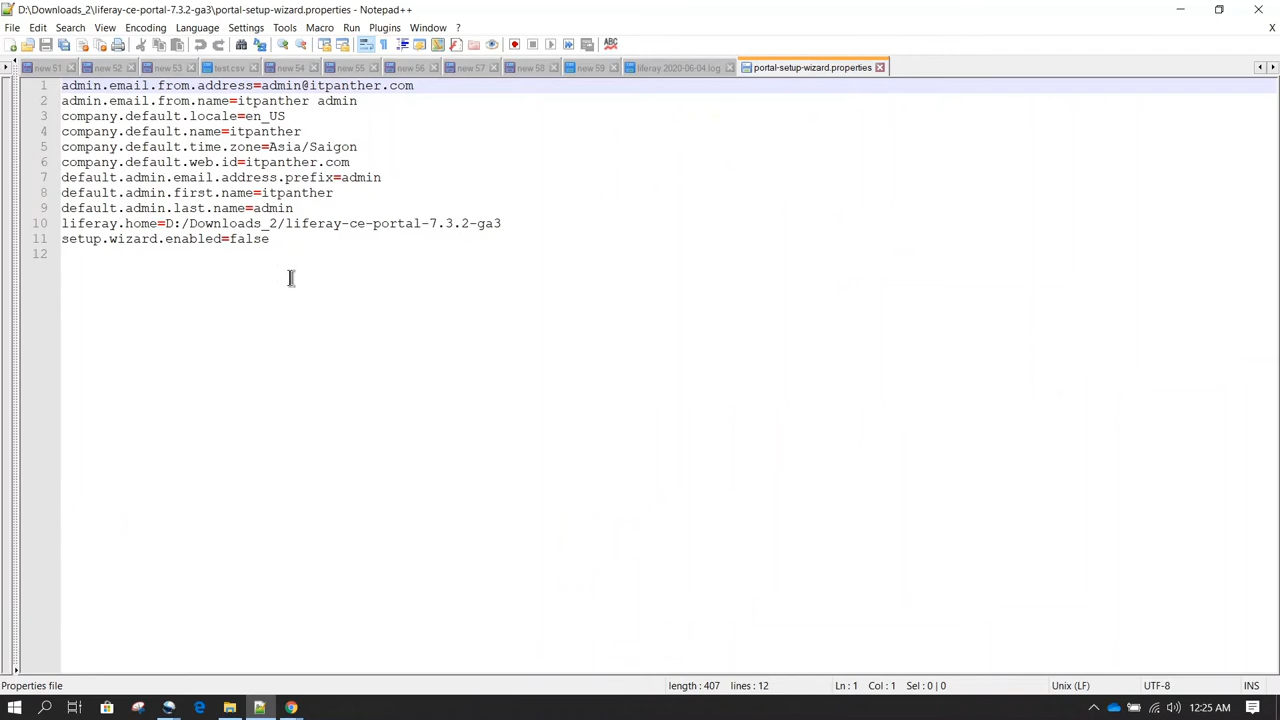 D:\Downloads_2\liferay-ce-portal-7.3.2-ga3\portal-setup-wizard.properties - Notepad++
File Edit Search View Encoding Language Settings Tools Macro Run Plugins Window ? X
new 51 new 52 new 53 test.csv new 54 new 55 new 56 new 57 new 58 new 59 liferay.2020-06-04.log portal-setup-wizard.properties
1 admin.email.from.address=admin@itpanther.com
2 admin.email.from.name=itpanther admin
3 company.default.locale=en_US
4 company.default.name=itpanther
5 company.default.time.zone=Asia/Saigon
6 company.default.web.id=itpanther.com
7 default.admin.email.address.prefix=admin
8 default.admin.first.name=itpanther
9 default.admin.last.name=admin
10 liferay.home=D:/Downloads_2/liferay-ce-portal-7.3.2-ga3
11 setup.wizard.enabled=false
12
Properties file length : 407 lines : 12 Ln : 1 Col : 1 Sel : 0 | 0 Unix (LF) UTF-8 INS
12:25 AM